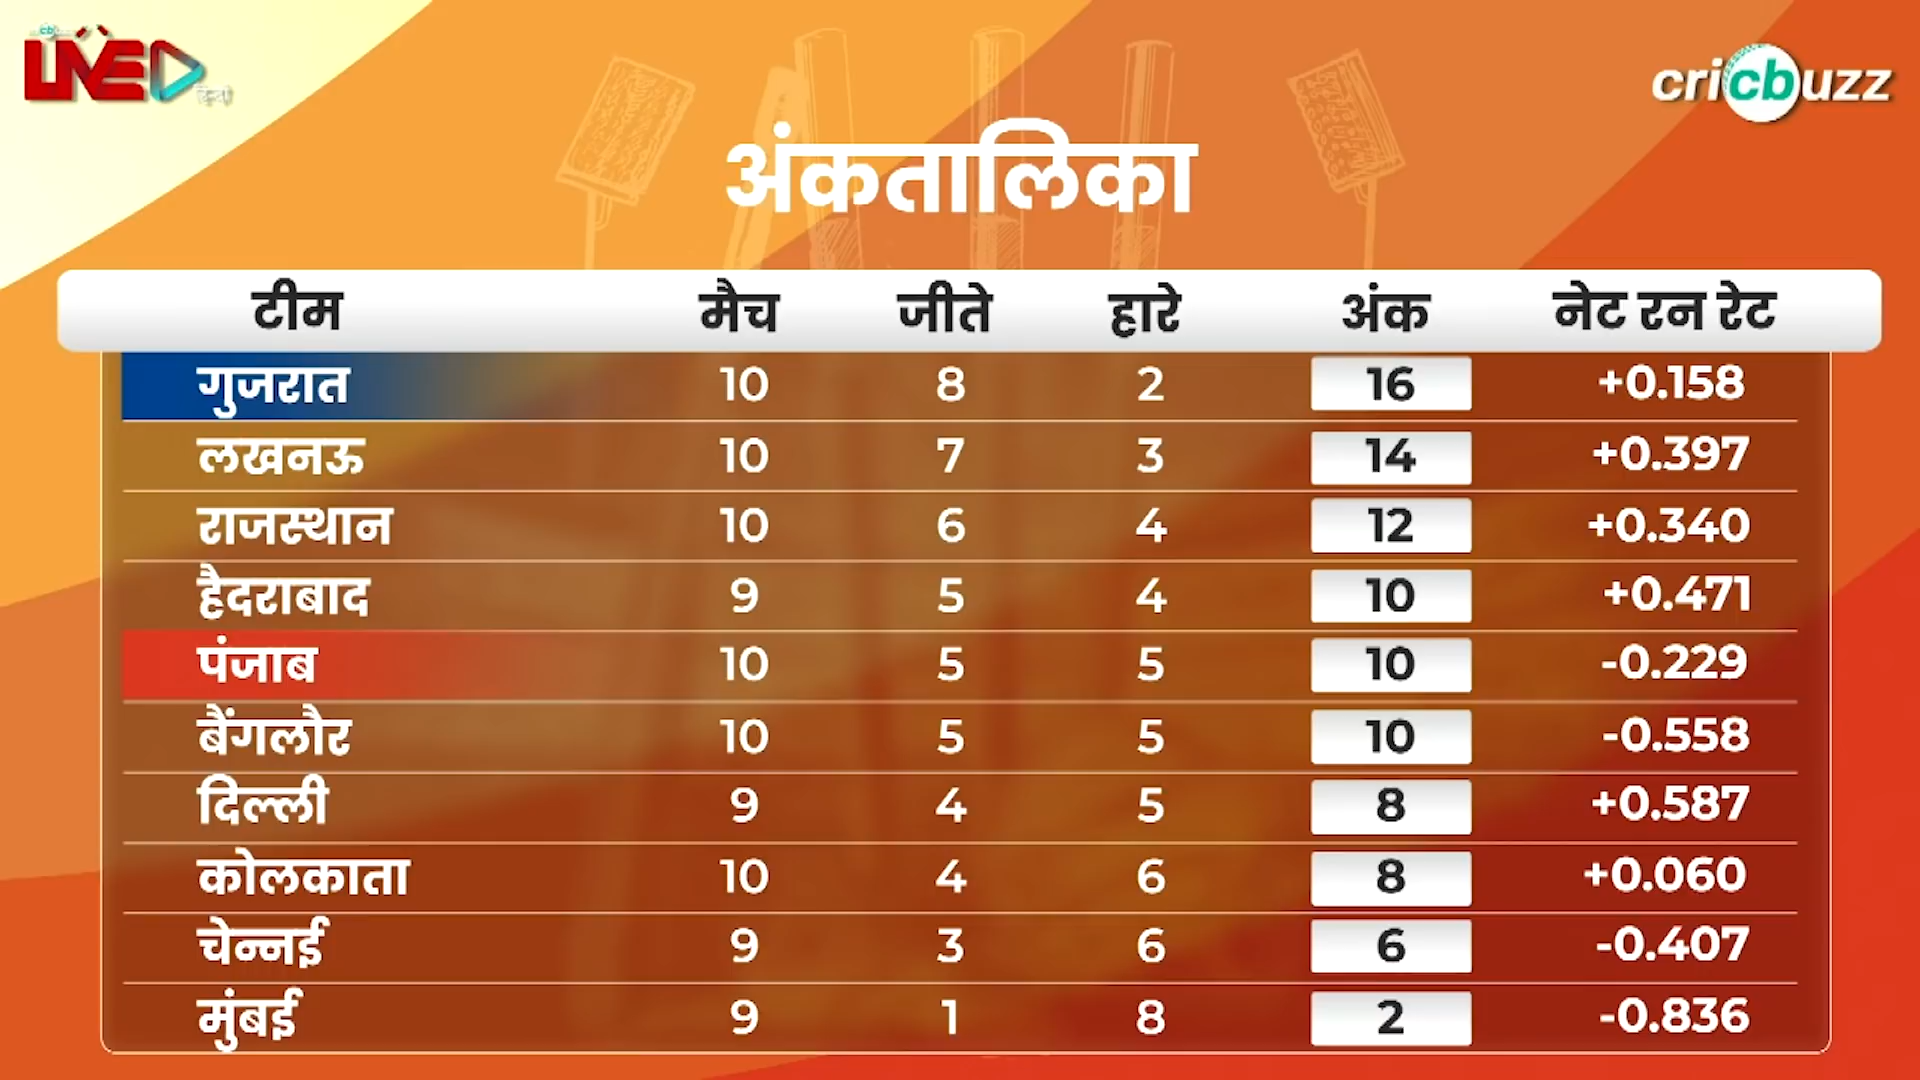 cb
LIVE
हिन्दी
cricbuzz
अंकतालिका
टीम मैच जीते हारे अंक नेट रन रेट
गुजरात 10 8 2 16 +0.158
लखनऊ 10 7 3 14 +0.397
राजस्थान 10 6 4 12 +0.340
हैदराबाद 9 5 4 10 +0.471
पंजाब 10 5 5 10 -0.229
बैंगलौर 10 5 5 10 -0.558
दिल्ली 9 4 5 8 +0.587
कोलकाता 10 4 6 8 +0.060
चेन्नई 9 3 6 6 -0.407
मुंबई 9 1 8 2 -0.836